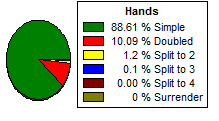 Hands
88.61 % Simple
10.09 % Doubled
1.2 % Split to 2
0.1 % Split to 3
0.00 % Split to 4
0 % Surrender